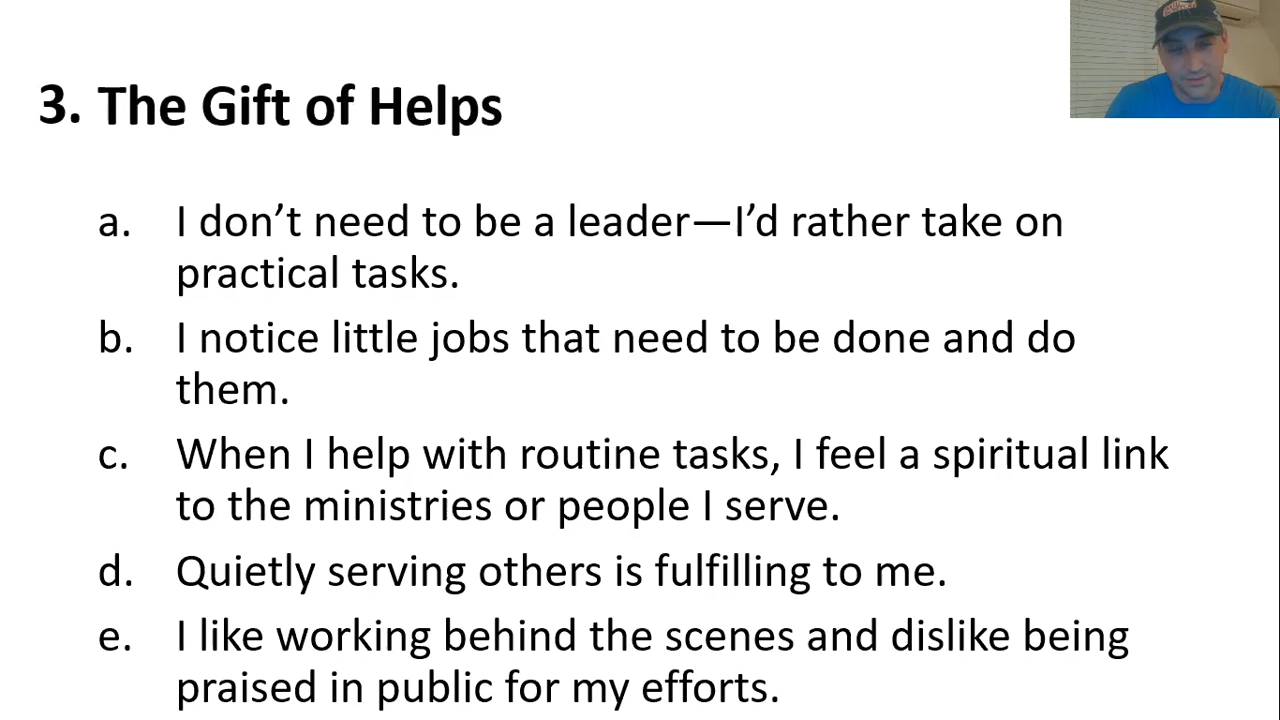 3. The Gift of Helps
a. I don’t need to be a leader—I’d rather take on
practical tasks.
b. I notice little jobs that need to be done and do
them.
c. When I help with routine tasks, I feel a spiritual link
to the ministries or people I serve.
d. Quietly serving others is fulfilling to me.
e. I like working behind the scenes and dislike being
praised in public for my efforts.